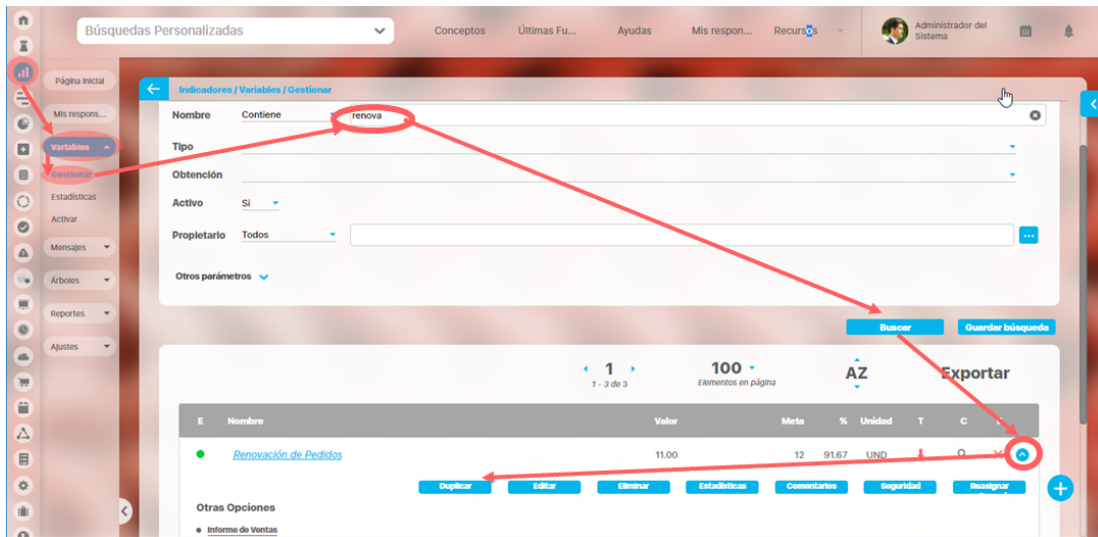 Búsquedas Personalizadas
Conceptos Últimas Fu... Ayudas Mis respon... Recursos
Administrador del
Sistema
Página Inicial
Mis respons...
Variables
Gestionar
Estadísticas
Activar
Mensajes
Árboles
Reportes
Ajustes
Indicadores / Variables / Gestionar
Nombre Contiene renova
Tipo
Obtención
Activo Si
Propietario Todos
...
Otros parámetros
Buscar Guardar búsqueda
1
1 - 3 de 3
100
Elementos en página
AZ
Exportar
E Nombre Valor Meta % Unidad T C
Renovación de Pedidos 11.00 12 91.67 UND
Duplicar Editar Eliminar Estadísticas Comentarios Seguridad Reasignar
Otras Opciones
Informe de Ventas